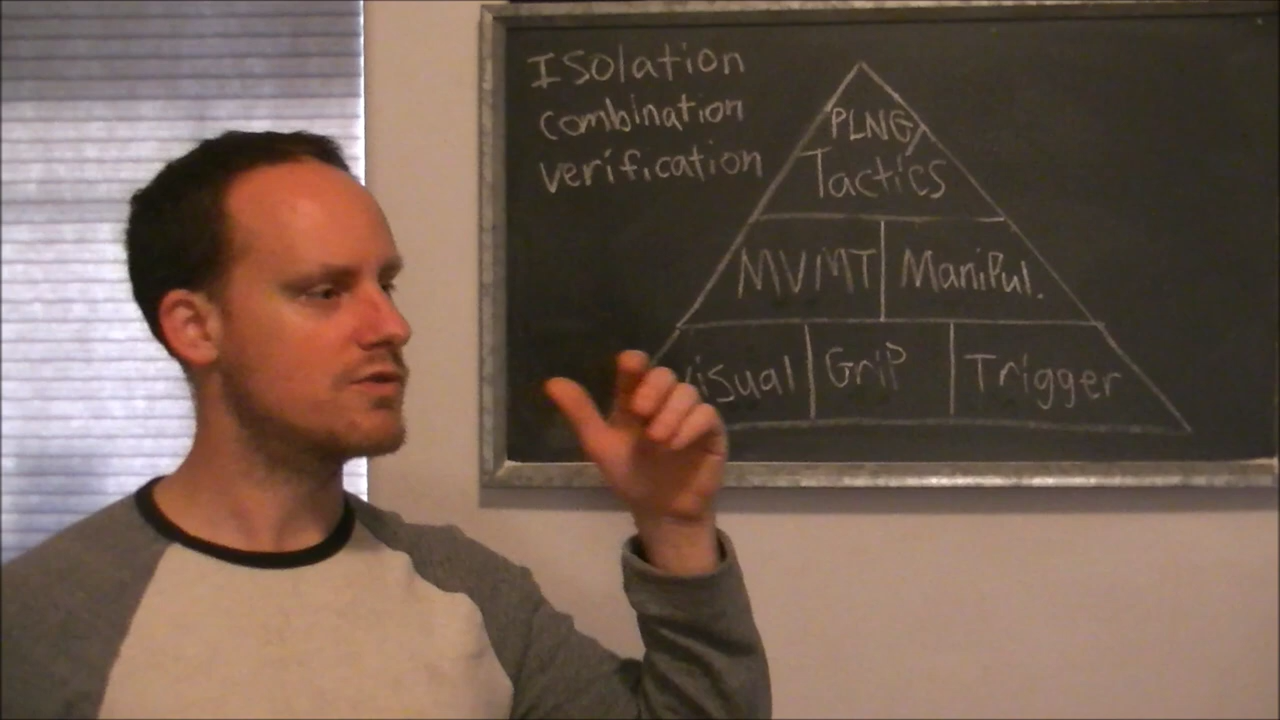 Isolation
combination
verification
PLNG/
Tactics
MVMT Manipul.
Visual Grip Trigger